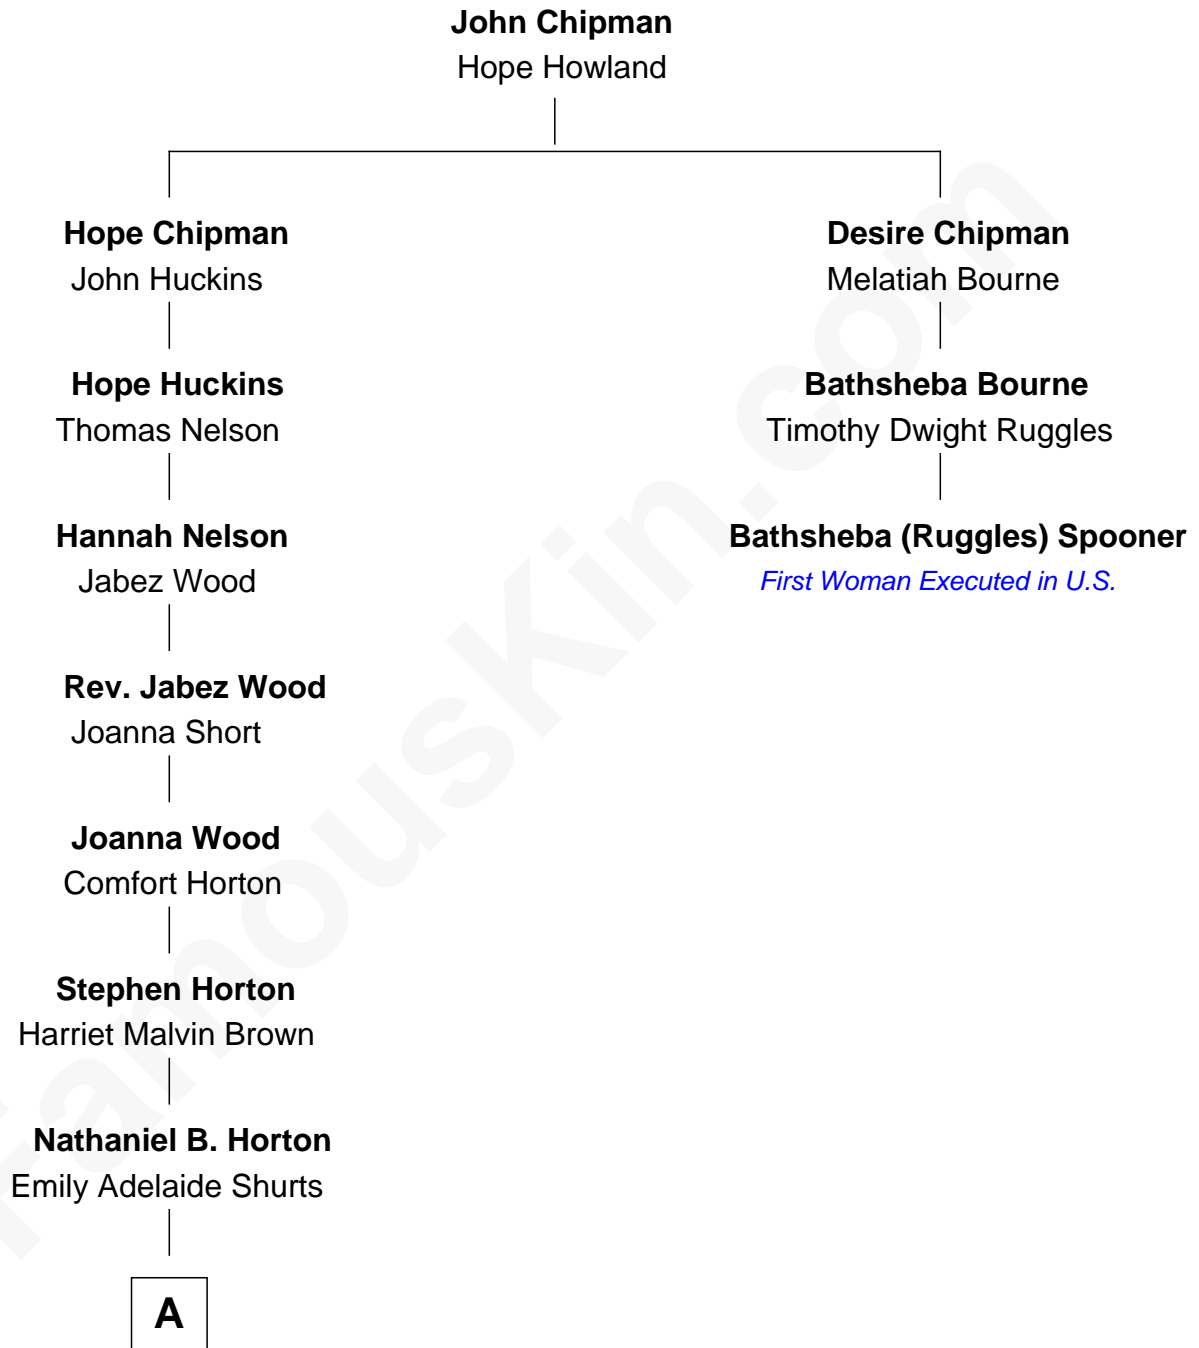 John Chipman
Hope Howland
Hope Chipman
John Huckins
Desire Chipman
Melatiah Bourne
Hope Huckins
Thomas Nelson
Bathsheba Bourne
Timothy Dwight Ruggles
Hannah Nelson
Jabez Wood
Bathsheba (Ruggles) Spooner
First Woman Executed in U.S.
Rev. Jabez Wood
Joanna Short
Joanna Wood
Comfort Horton
Stephen Horton
Harriet Malvin Brown
Nathaniel B. Horton
Emily Adelaide Shurts
A
FamousKin.com